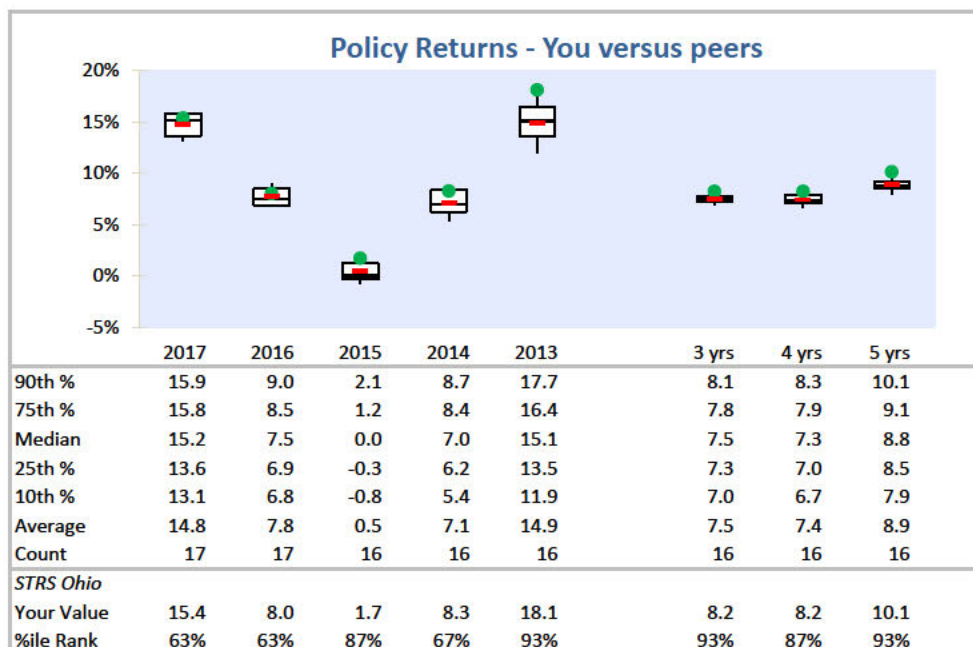 Policy Returns - You versus peers
20%
15%
10%
5%
0%
-5%
2017 2016 2015 2014 2013 3 yrs 4 yrs 5 yrs
90th % 15.9 9.0 2.1 8.7 17.7 8.1 8.3 10.1
75th % 15.8 8.5 1.2 8.4 16.4 7.8 7.9 9.1
Median 15.2 7.5 0.0 7.0 15.1 7.5 7.3 8.8
25th % 13.6 6.9 -0.3 6.2 13.5 7.3 7.0 8.5
10th % 13.1 6.8 -0.8 5.4 11.9 7.0 6.7 7.9
Average 14.8 7.8 0.5 7.1 14.9 7.5 7.4 8.9
Count 17 17 16 16 16 16 16 16
STRS Ohio
Your Value 15.4 8.0 1.7 8.3 18.1 8.2 8.2 10.1
%ile Rank 63% 63% 87% 67% 93% 93% 87% 93%